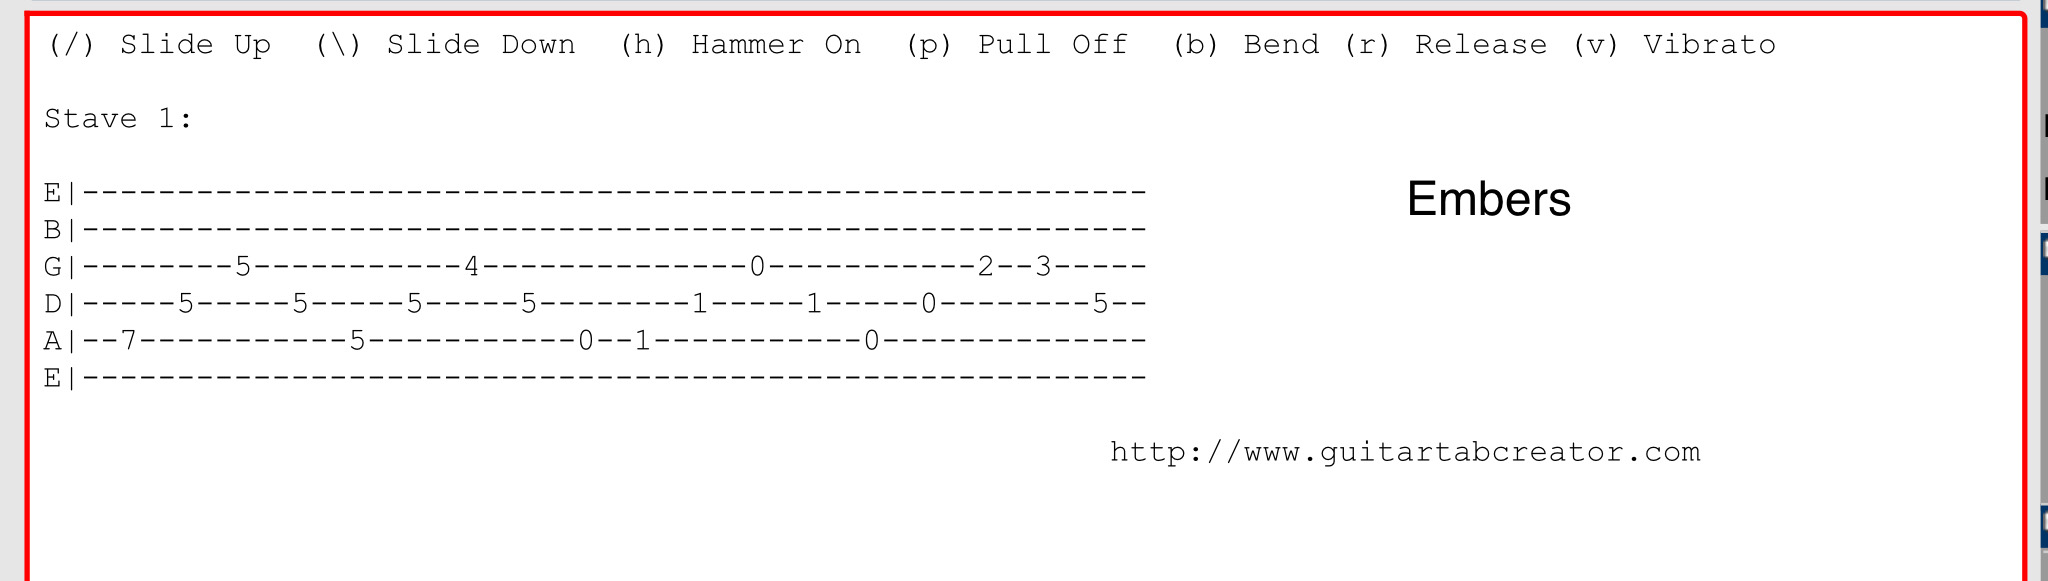 (/) Slide Up  (\) Slide Down  (h) Hammer On  (p) Pull Off  (b) Bend (r) Release (v) Vibrato
Stave 1:
E|--------------------------------------------------------
Embers
B|--------------------------------------------------------
G|--------5-----------4--------------0-----------2--3-----
D|-----5-----5-----5-----5--------1-----1-----0--------5--
A|--7-----------5-----------0--1-----------0--------------
E|--------------------------------------------------------
http://www.guitartabcreator.com